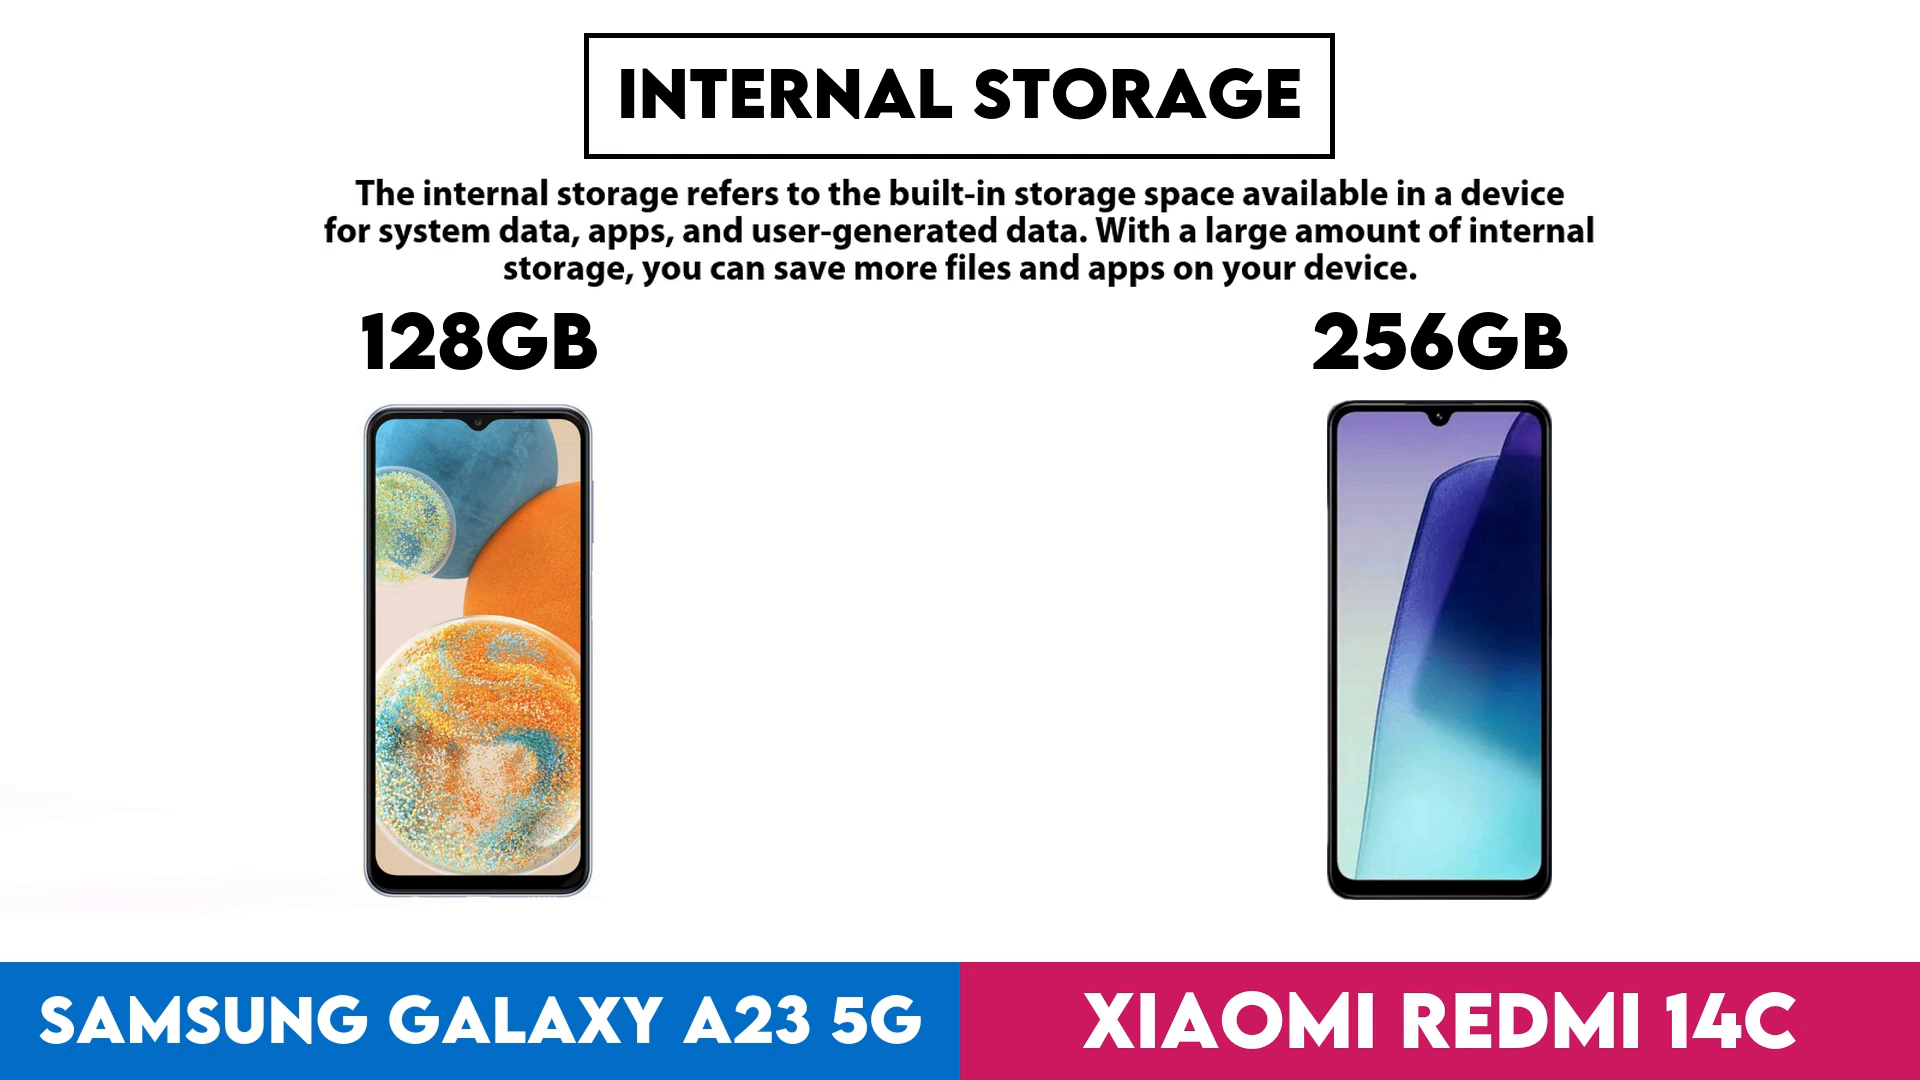 INTERNAL STORAGE
The internal storage refers to the built-in storage space available in a device
for system data, apps, and user-generated data. With a large amount of internal
storage, you can save more files and apps on your device.
128GB
256GB
SAMSUNG GALAXY A23 5G
XIAOMI REDMI 14C